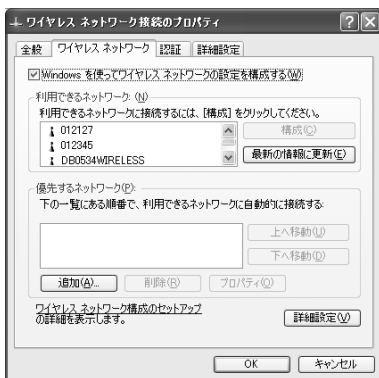 ワイヤレス ネットワーク接続のプロパティ
全般 ワイヤレス ネットワーク 認証 詳細設定
Windows を使ってワイヤレス ネットワークの設定を構成する(W)
利用できるネットワーク: (N)
利用できるネットワークに接続するには、[構成] をクリックしてください。
012127
012345
DB0534WIRELESS
構成(C)
最新の情報に更新(E)
優先するネットワーク(P):
下の一覧にある順番で、利用できるネットワークに自動的に接続する:
上へ移動(U)
下へ移動(D)
追加(A)... 削除(R) プロパティ(O)
ワイヤレス ネットワーク構成のセットアップ
の詳細を表示します。
詳細設定(V)
OK キャンセル